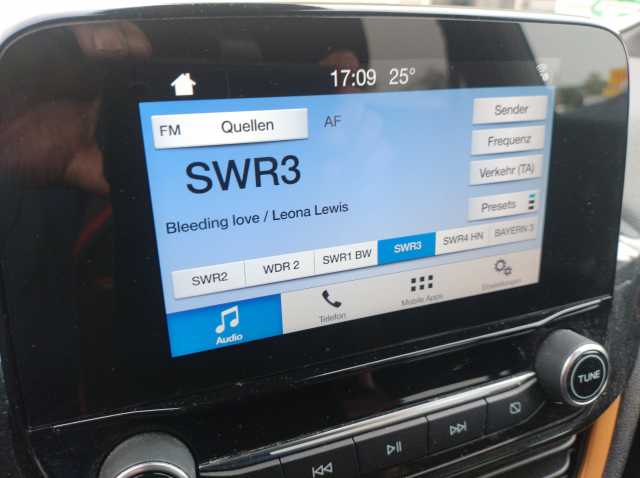 17:09 25°
FM Quellen AF Sender
Frequenz
SWR3 Verkehr (TA)
Bleeding love / Leona Lewis Presets
SWR2 WDR 2 SWR1 BW SWR3 SWR4 HN BAYERN 3
Audio Telefon Mobile Apps Einstellungen
TUNE